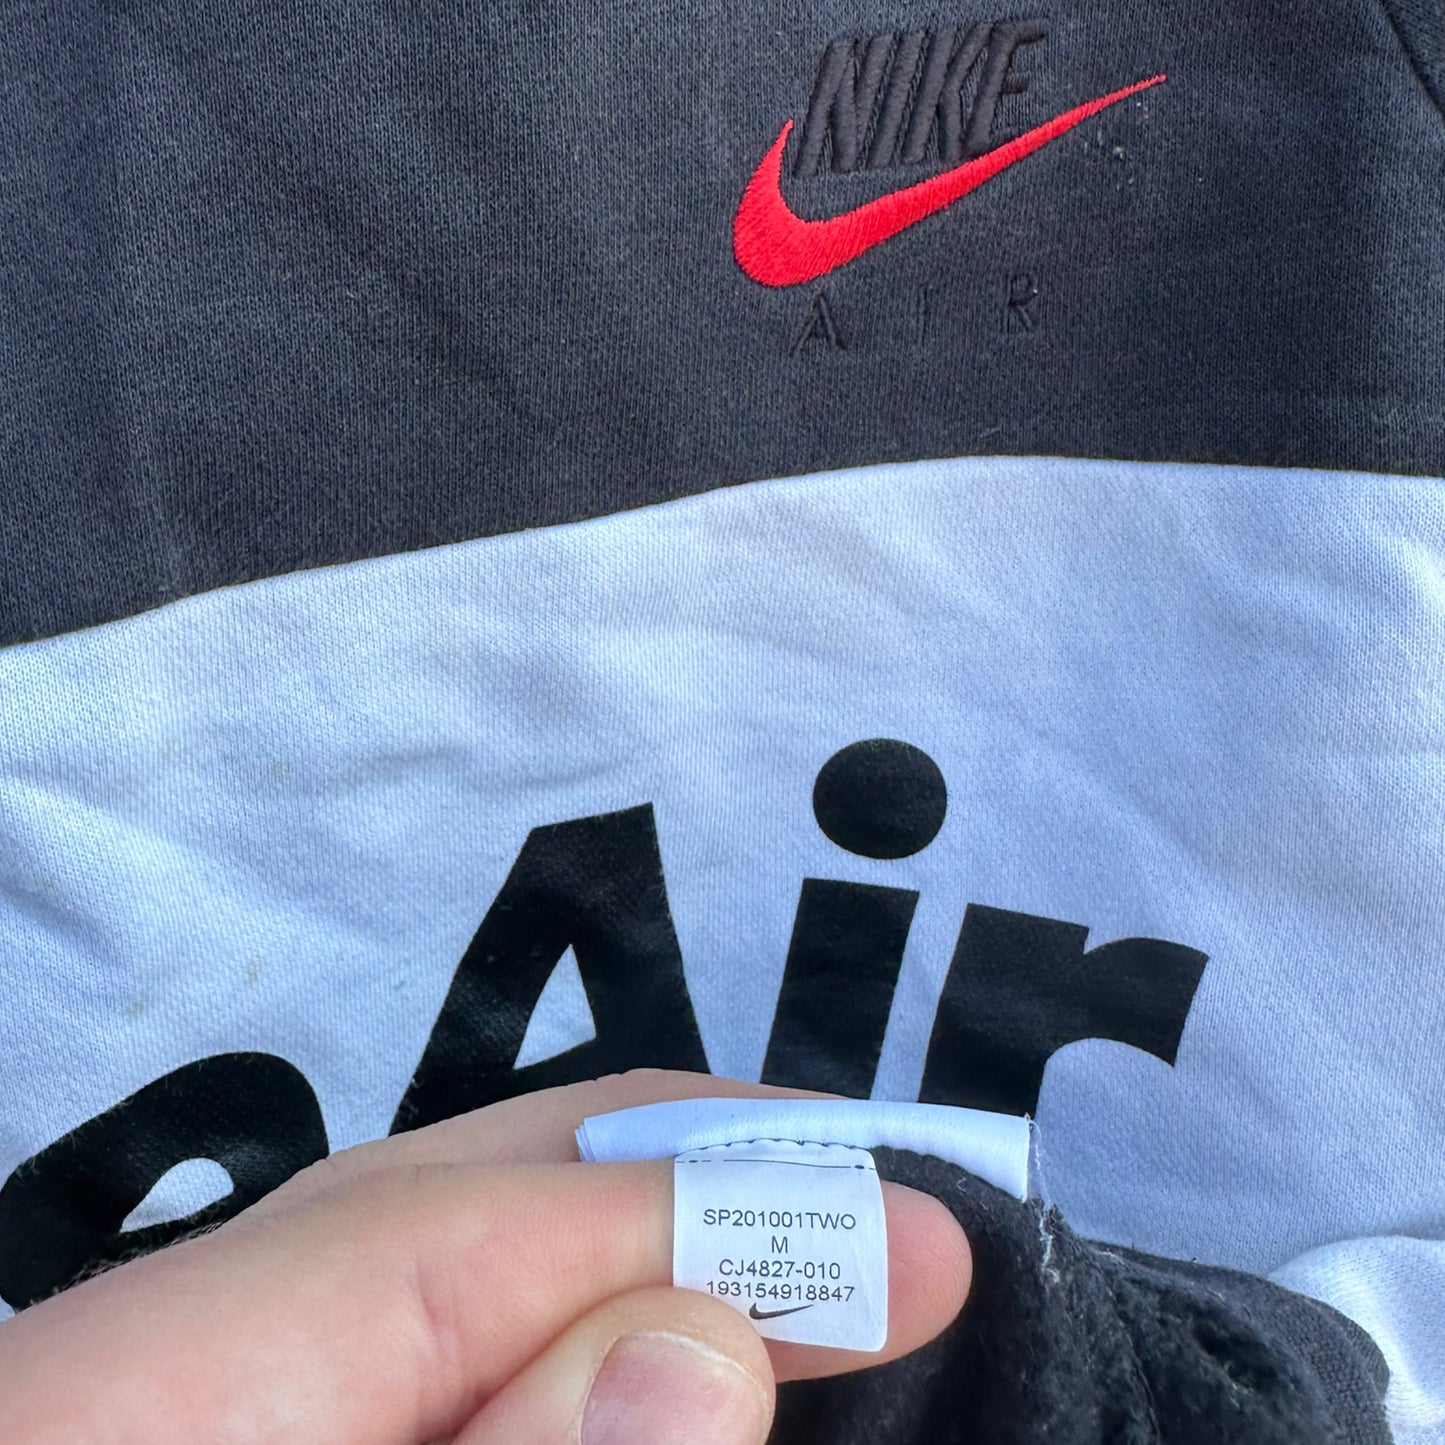 NIKE
AIR
e Air
SP201001TWO
M
CJ4827-010
193154918847